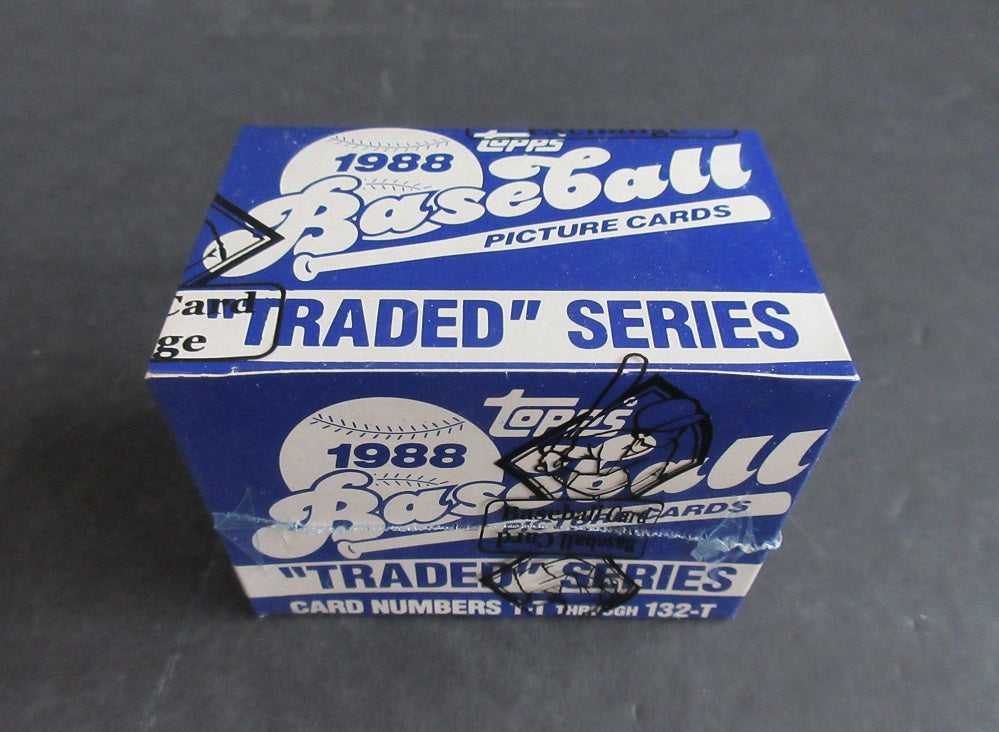 Exchange
Topps
1988
Baseball
PICTURE CARDS
Card
ge
"TRADED" SERIES
Topps
1988
Baseball
CARDS
Baseball Card
Baseball Card
"TRADED" SERIES
CARD NUMBERS 1-T THROUGH 132-T